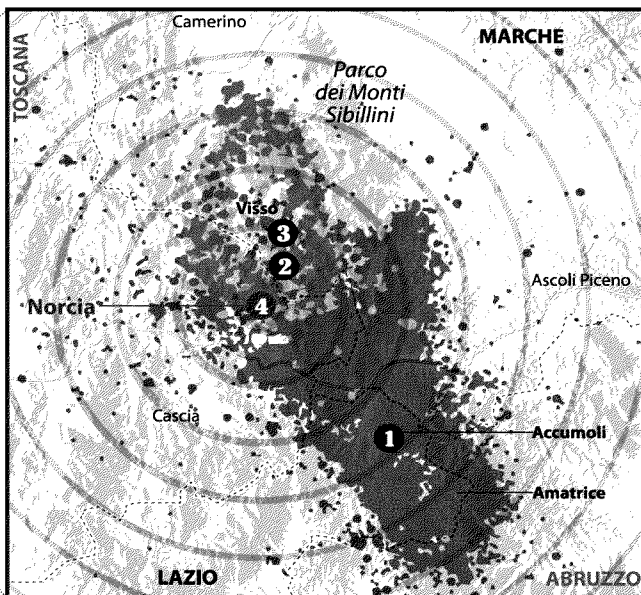 Camerino
MARCHE
TOSCANA
Parco
dei Monti
Sibillini
Visso
3
2
Ascoli Piceno
Norcia
4
Cascia
1
Accumoli
Amatrice
LAZIO
ABRUZZO